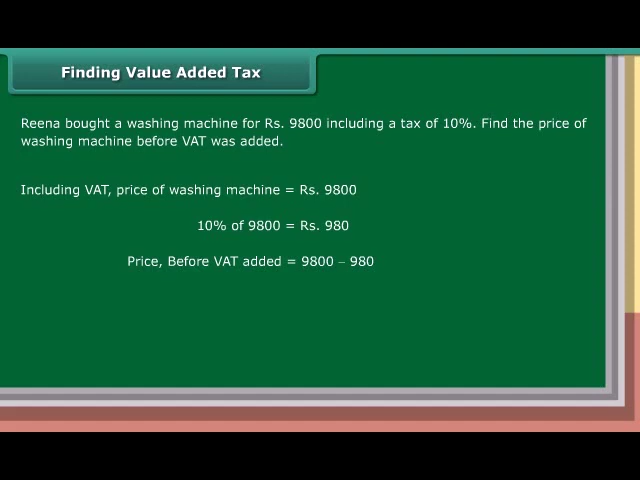 Finding Value Added Tax
Reena bought a washing machine for Rs. 9800 including a tax of 10%. Find the price of
washing machine before VAT was added.
Including VAT, price of washing machine = Rs. 9800
10% of 9800 = Rs. 980
Price, Before VAT added = 9800 – 980